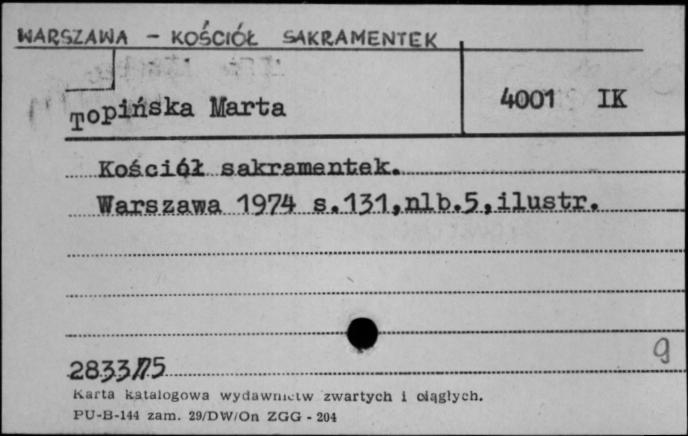 WARSZAWA - KOŚCIÓŁ SAKRAMENTEK
Topińska Marta
4001 IK
Kościół sakramentek.
Warszawa 1974 s.131,nlb.5,ilustr.
g
2833/75
Karta katalogowa wydawnictw zwartych i ciągłych.
PU-B-144 zam. 29/DW/On ZGG - 204